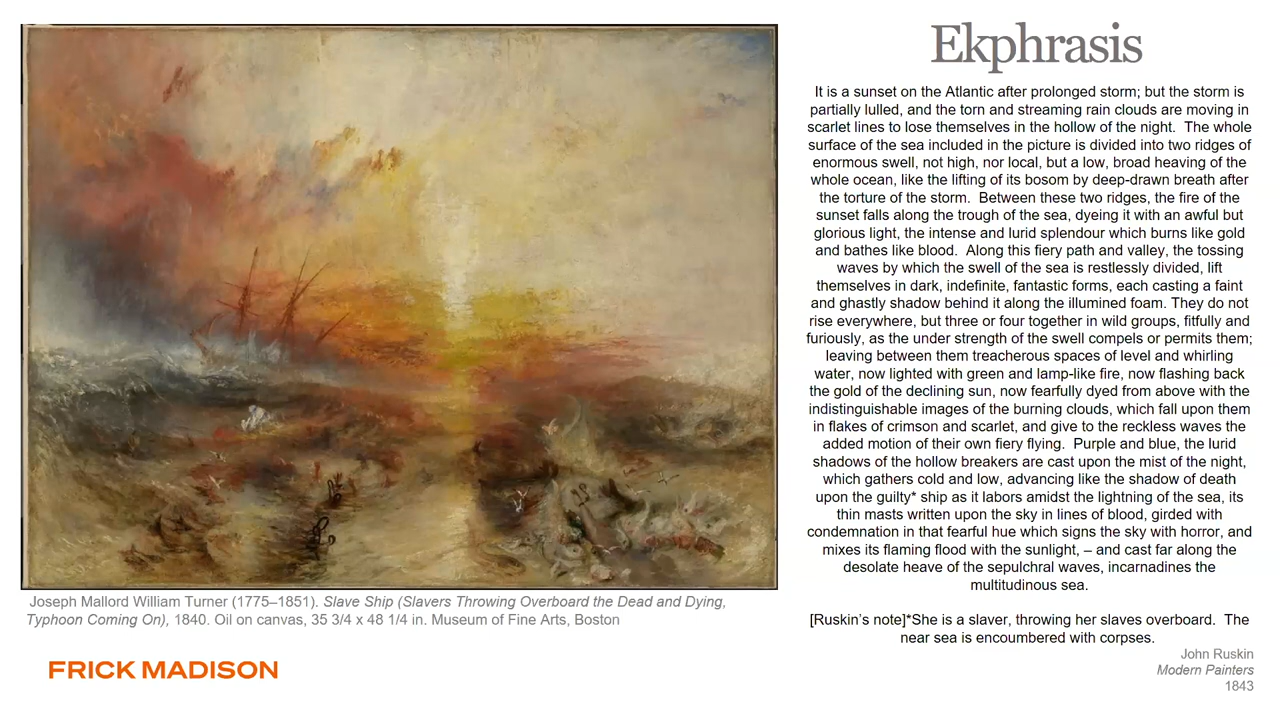 Ekphrasis
It is a sunset on the Atlantic after prolonged storm; but the storm is
partially lulled, and the torn and streaming rain clouds are moving in
scarlet lines to lose themselves in the hollow of the night.  The whole
surface of the sea included in the picture is divided into two ridges of
enormous swell, not high, nor local, but a low, broad heaving of the
whole ocean, like the lifting of its bosom by deep-drawn breath after
the torture of the storm.  Between these two ridges, the fire of the
sunset falls along the trough of the sea, dyeing it with an awful but
glorious light, the intense and lurid splendour which burns like gold
and bathes like blood.  Along this fiery path and valley, the tossing
waves by which the swell of the sea is restlessly divided, lift
themselves in dark, indefinite, fantastic forms, each casting a faint
and ghastly shadow behind it along the illumined foam. They do not
rise everywhere, but three or four together in wild groups, fitfully and
furiously, as the under strength of the swell compels or permits them;
leaving between them treacherous spaces of level and whirling
water, now lighted with green and lamp-like fire, now flashing back
the gold of the declining sun, now fearfully dyed from above with the
indistinguishable images of the burning clouds, which fall upon them
in flakes of crimson and scarlet, and give to the reckless waves the
added motion of their own fiery flying.  Purple and blue, the lurid
shadows of the hollow breakers are cast upon the mist of the night,
which gathers cold and low, advancing like the shadow of death
upon the guilty* ship as it labors amidst the lightning of the sea, its
thin masts written upon the sky in lines of blood, girded with
condemnation in that fearful hue which signs the sky with horror, and
mixes its flaming flood with the sunlight, – and cast far along the
desolate heave of the sepulchral waves, incarnadines the
multitudinous sea.
[Ruskin's note]*She is a slaver, throwing her slaves overboard.  The
near sea is encumbered with corpses.
John Ruskin
Modern Painters
1843
Joseph Mallord William Turner (1775–1851). Slave Ship (Slavers Throwing Overboard the Dead and Dying,
Typhoon Coming On), 1840. Oil on canvas, 35 3/4 x 48 1/4 in. Museum of Fine Arts, Boston
FRICK MADISON